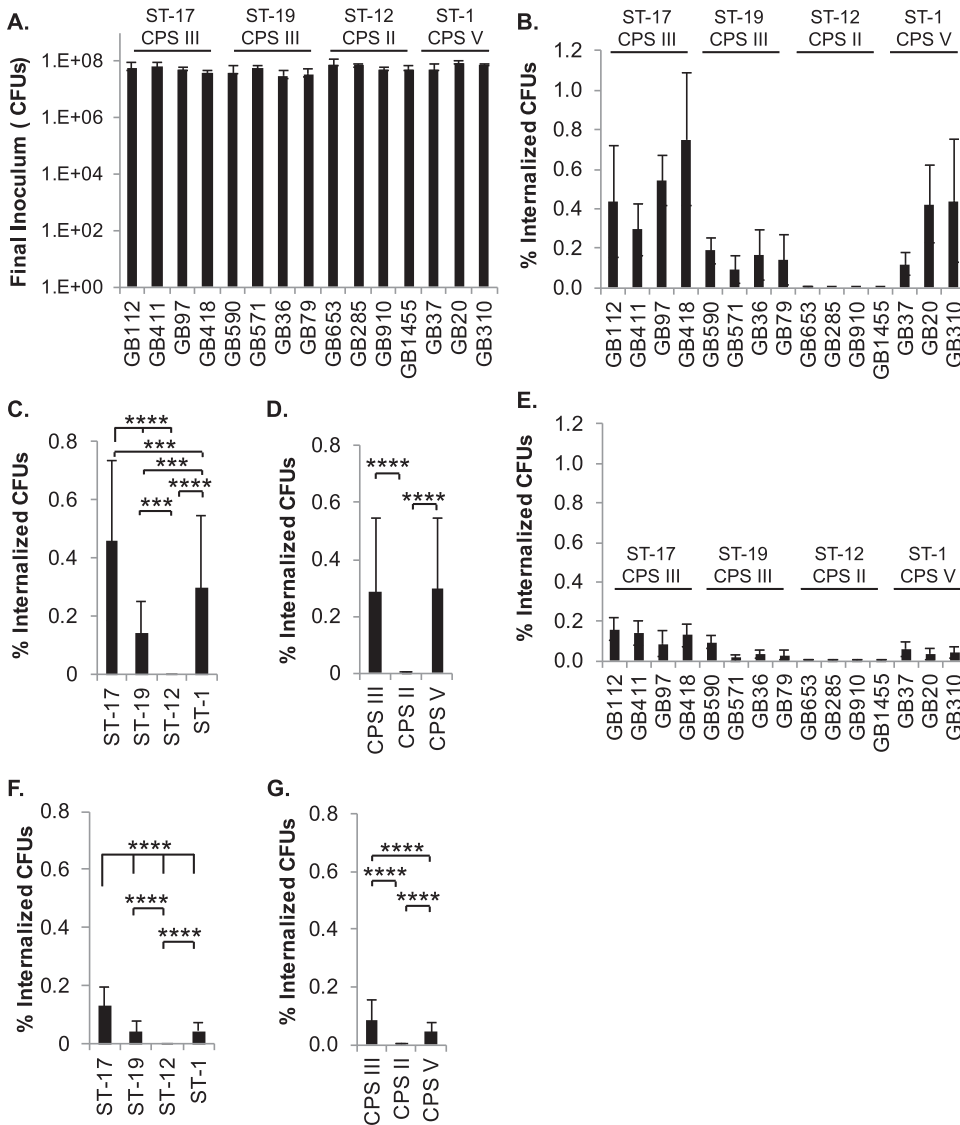 A.
ST-17 ST-19 ST-12 ST-1
CPS III CPS III CPS II CPS V
Final Inoculum ( CFUs)
1.E+08
1.E+06
1.E+04
1.E+02
1.E+00
GB112 GB411 GB97 GB418 GB590 GB571 GB36 GB79 GB653 GB285 GB910 GB1455 GB37 GB20 GB310
B.
ST-17 ST-19 ST-12 ST-1
CPS III CPS III CPS II CPS V
% Internalized CFUs
1.2
1.0
0.8
0.6
0.4
0.2
0.0
GB112 GB411 GB97 GB418 GB590 GB571 GB36 GB79 GB653 GB285 GB910 GB1455 GB37 GB20 GB310
C.
% Internalized CFUs
0.8
0.6
0.4
0.2
0
****
***
***
****
***
ST-17 ST-19 ST-12 ST-1
D.
% Internalized CFUs
0.8
0.6
0.4
0.2
0
****
****
CPS III CPS II CPS V
E.
% Internalized CFUs
1.2
1.0
0.8
0.6
0.4
0.2
0.0
ST-17 ST-19 ST-12 ST-1
CPS III CPS III CPS II CPS V
GB112 GB411 GB97 GB418 GB590 GB571 GB36 GB79 GB653 GB285 GB910 GB1455 GB37 GB20 GB310
F.
% Internalized CFUs
0.8
0.6
0.4
0.2
0
****
****
****
ST-17 ST-19 ST-12 ST-1
G.
% Internalized CFUs
0.8
0.6
0.4
0.2
0.0
****
****
****
CPS III CPS II CPS V